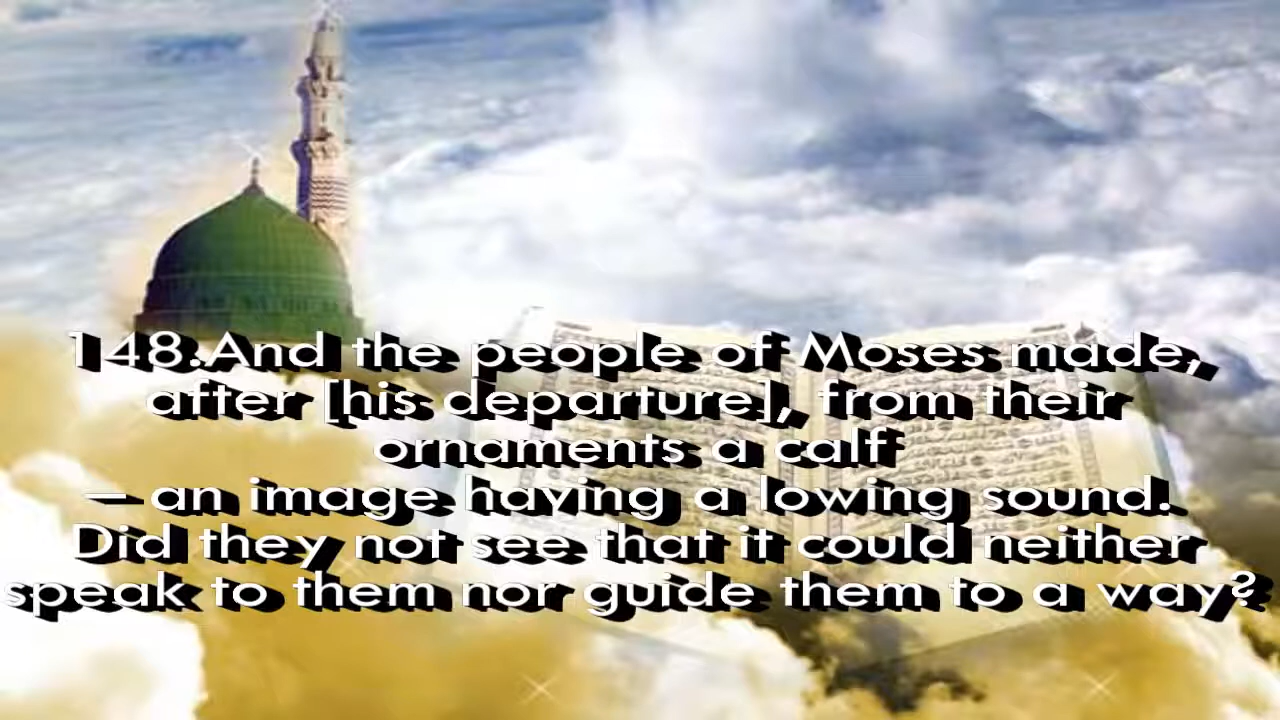 148.And the people of Moses made,
after [his departure], from their
ornaments a calf
– an image having a lowing sound.
Did they not see that it could neither
speak to them nor guide them to a way?